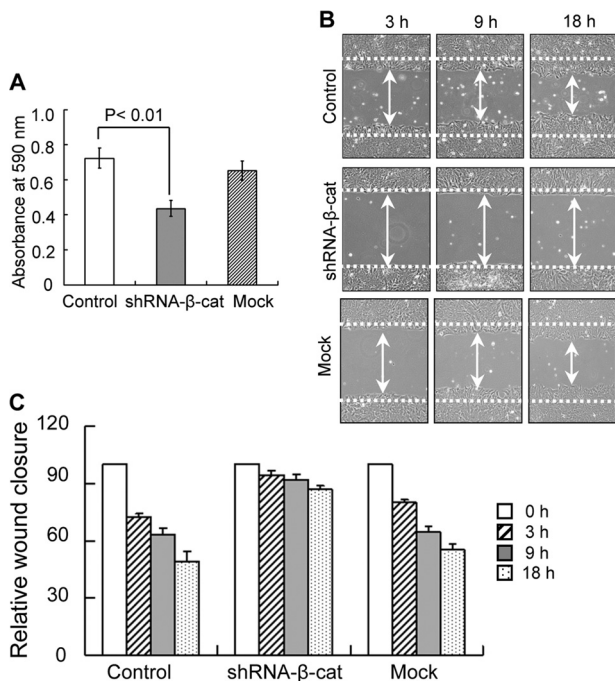 A
P< 0.01
Absorbance at 590 nm
1.0
0.8
0.6
0.4
0.2
0
Control shRNA-β-cat Mock
B
3 h 9 h 18 h
Control
shRNA-β-cat
Mock
C
Relative wound closure
120
90
60
30
0
Control shRNA-β-cat Mock
0 h
3 h
9 h
18 h